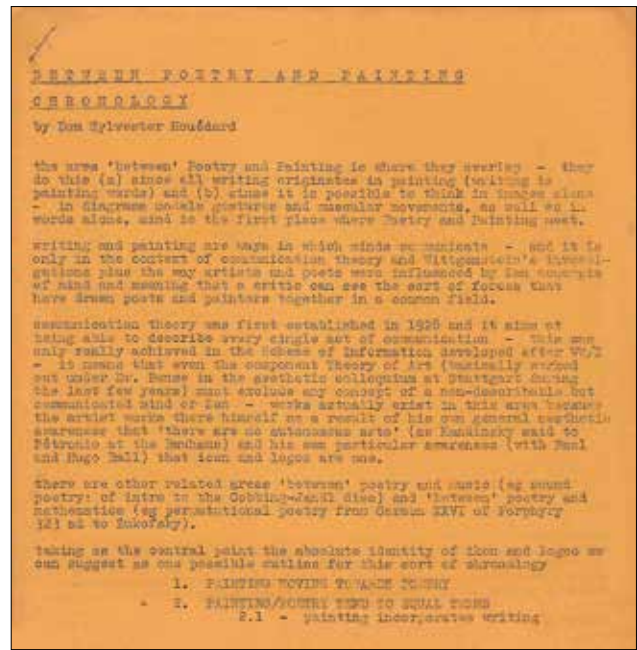 BETWEEN POETRY AND PAINTING
CHRONOLOGY
by Dom Sylvester Houédard
the area 'between' Poetry and Painting is where they overlap - they
do this (a) since all writing originates in painting (writing is
painting words) and (b) since it is possible to think in images alone
- in diagrams models gestures and muscular movements, as well as in
words alone, mind is the first place where Poetry and Painting meet.
writing and painting are ways in which minds communicate - and it is
only in the context of communication theory and Wittgenstein's investi-
gations plus the way artists and poets were influenced by Zen concepts
of mind and meaning that a critic can see the sort of forces that
have drawn poets and painters together in a common field.
communication theory was first established in 1928 and it aims at
being able to describe every single act of communication - this was
only really achieved in the Scheme of Information developed after WW/2
- it means that even the component Theory of Art (basically worked
out under Dr. Bense in the aesthetic colloquium at Stuttgart during
the last few years) must exclude any concept of a non-describable but
communicated mind or Zen - works actually exist in this area because
the artist wants there himself as a result of his own general aesthetic
awareness that 'there are no autonomous arts' (as Kandinsky said to
Pétronio at the Bauhaus) and his own particular awareness (with
and Hugo Ball) that icon and logos are one.
there are other related areas 'between' poetry and music (eg sound
poetry: cf intro to the Cobbing-Jandl disc) and 'between' poetry and
mathematics (eg permutational poetry from Carmen XXVI of Porphyry
323 ad to Zukofsky).
taking as the central point the absolute identity of ikon and logos we
can suggest as one possible outline for this sort of chronology
1. PAINTING MOVING TOWARDS POETRY
2. PAINTING/POETRY TEND TO EQUAL
2.1 - painting incorporates writing